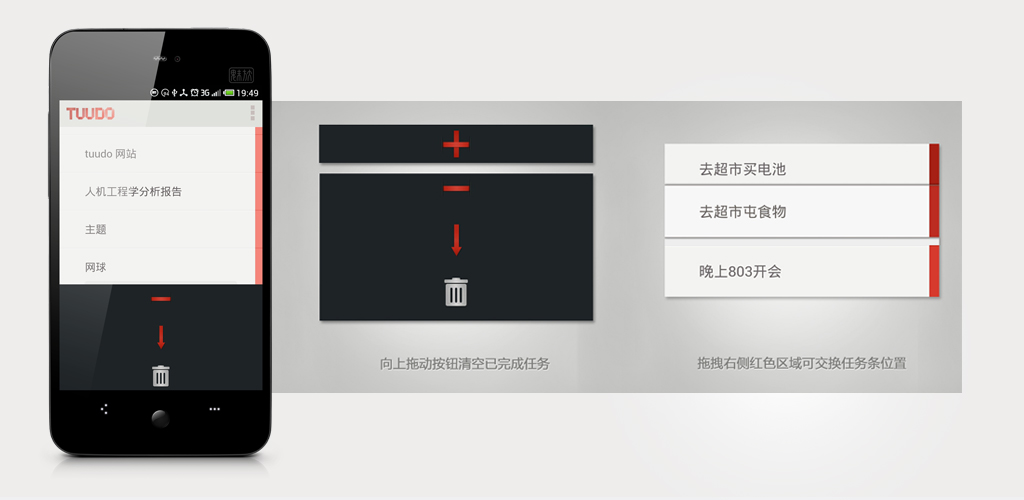 魅族
3G 19:49
TUUDO
tuudo 网站
人机工程学分析报告
主题
网球
向上拖动按钮清空已完成任务
去超市买电池
去超市屯食物
晚上803开会
拖拽右侧红色区域可交换任务条位置